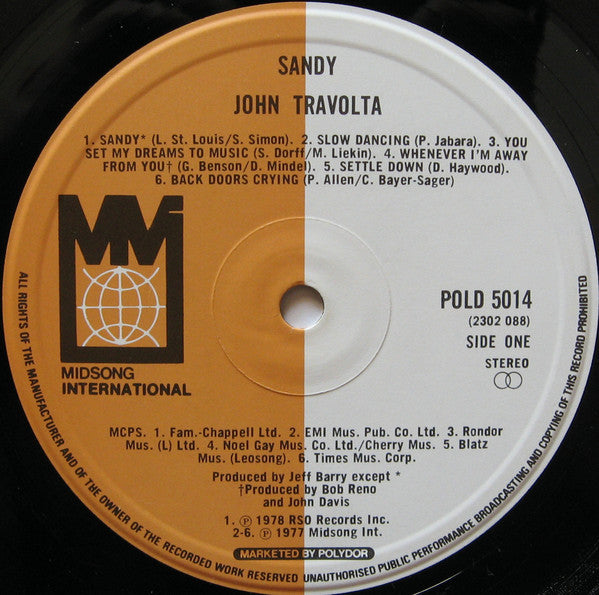 SANDY
JOHN TRAVOLTA
1. SANDY* (L. St. Louis/S. Simon). 2. SLOW DANCING (P. Jabara). 3. YOU
SET MY DREAMS TO MUSIC (S. Dorff/M. Liekin). 4. WHENEVER I'M AWAY
FROM YOU† (G. Benson/D. Mindel). 5. SETTLE DOWN (D. Haywood).
6. BACK DOORS CRYING (P. Allen/C. Bayer-Sager)
MM
MIDSONG
INTERNATIONAL
POLD 5014
(2302 088)
SIDE ONE
STEREO
MCPS. 1. Fam.-Chappell Ltd. 2. EMI Mus. Pub. Co. Ltd. 3. Rondor
Mus. (L) Ltd. 4. Noel Gay Mus. Co. Ltd./Cherry Mus. 5. Blatz
Mus. (Leosong). 6. Times Mus. Corp.
Produced by Jeff Barry except *
†Produced by Bob Reno
and John Davis
1. ℗ 1978 RSO Records Inc.
2-6. ℗ 1977 Midsong Int.
MARKETED BY POLYDOR
ALL RIGHTS OF THE MANUFACTURER AND OF THE OWNER OF THE RECORDED WORK RESERVED UNAUTHORISED PUBLIC PERFORMANCE BROADCASTING AND COPYING OF THIS RECORD PROHIBITED